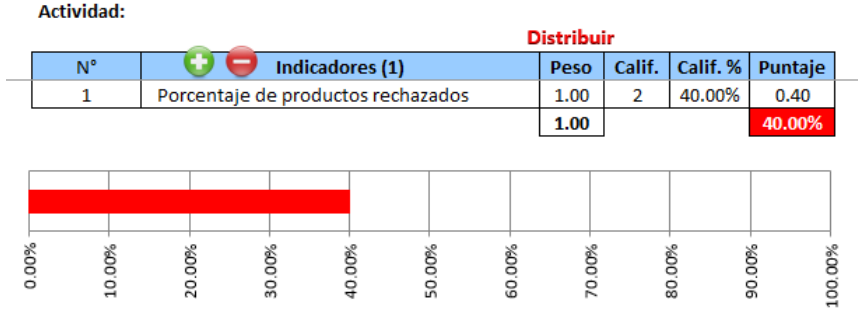 Actividad:
Distribuir
N° Indicadores (1) Peso Calif. Calif. % Puntaje
1 Porcentaje de productos rechazados 1.00 2 40.00% 0.40
1.00 40.00%
0.00% 10.00% 20.00% 30.00% 40.00% 50.00% 60.00% 70.00% 80.00% 90.00% 100.00%